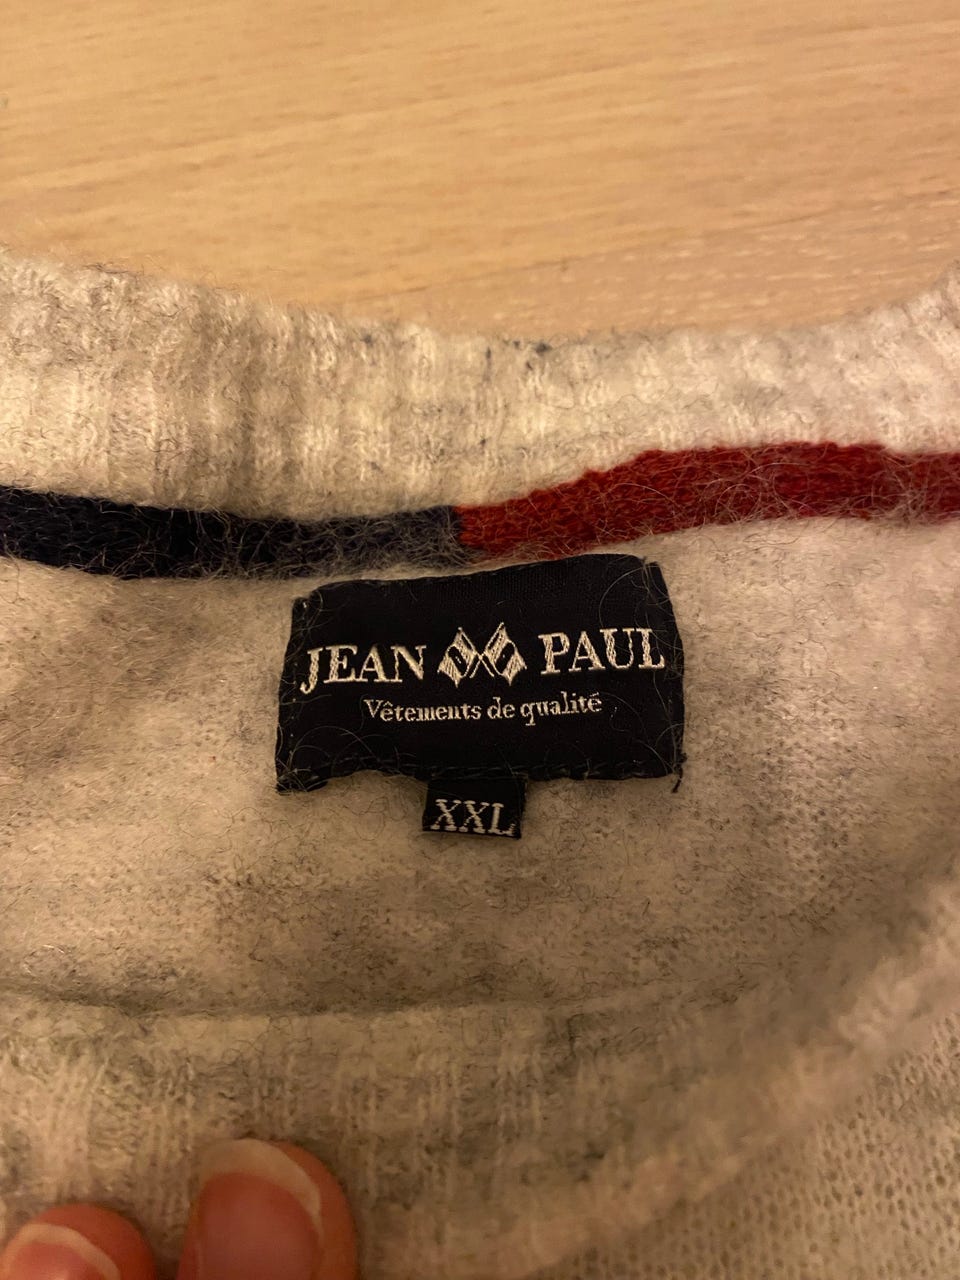 JEAN PAUL
Vêtements de qualité
XXL